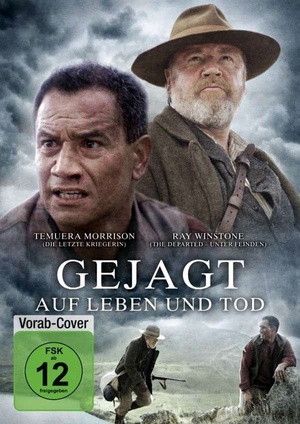 TEMUERA MORRISON
(DIE LETZTE KRIEGERIN)
RAY WINSTONE
(THE DEPARTED - UNTER FEINDEN)
GEJAGT
AUF LEBEN UND TOD
Vorab-Cover
FSK
ab
12
freigegeben